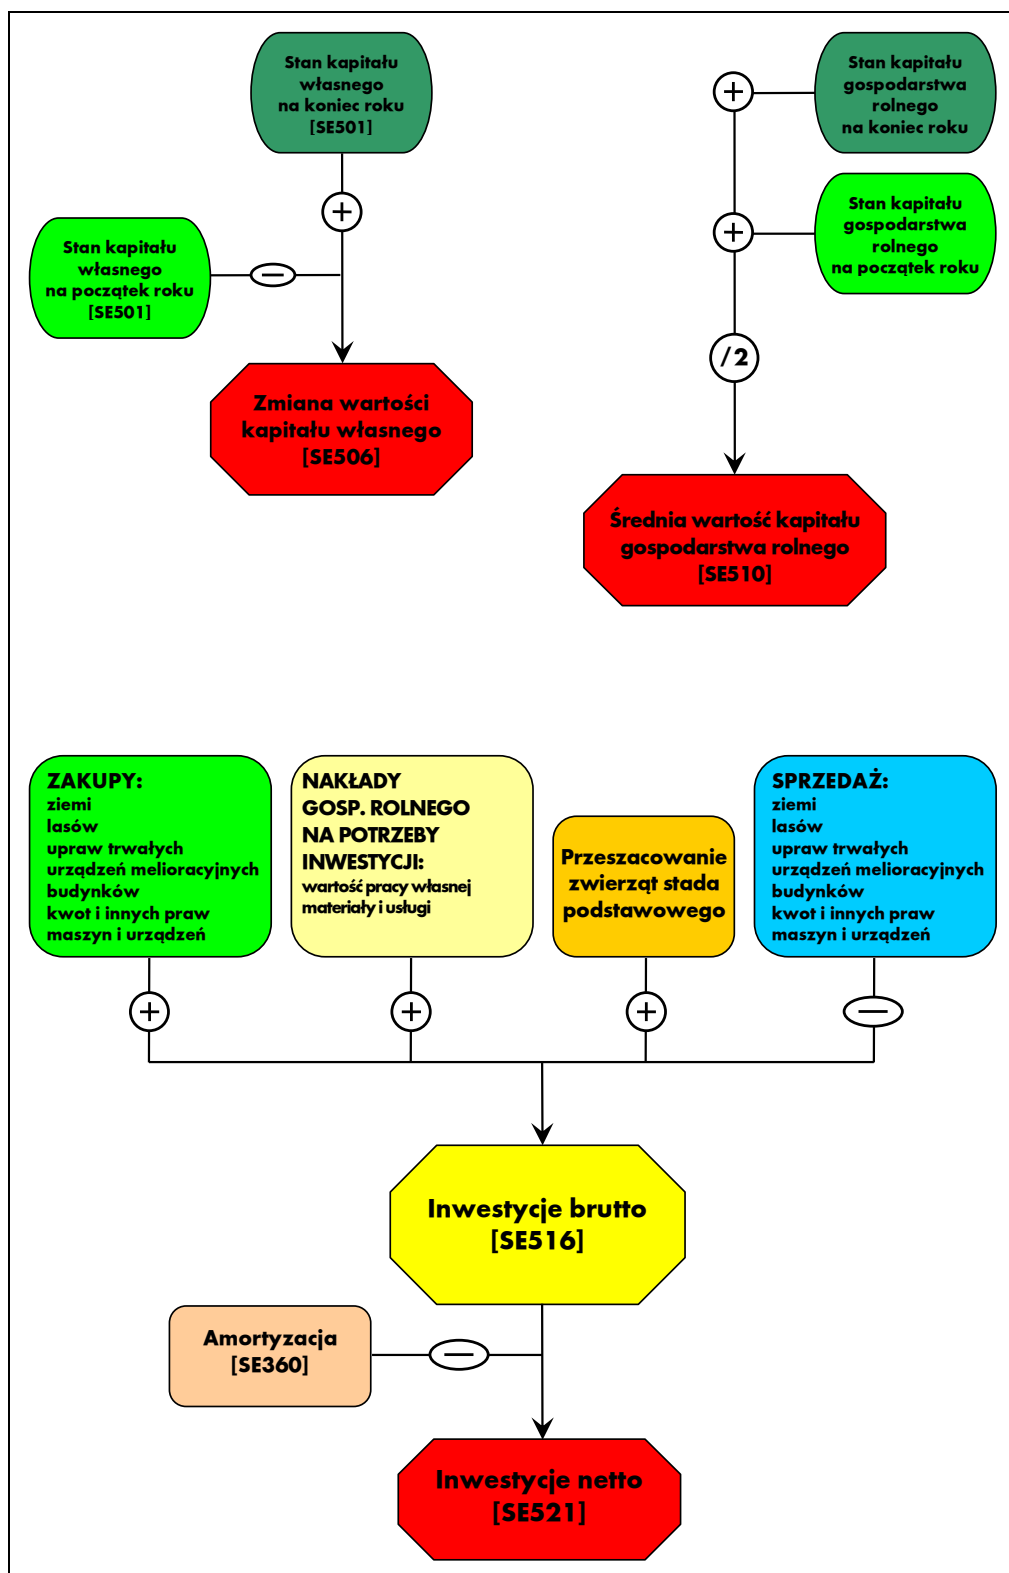 Stan kapitału
własnego
na koniec roku
[SE501]
+
Stan kapitału
własnego
na początek roku
[SE501]
—
Zmiana wartości
kapitału własnego
[SE506]
Stan kapitału
gospodarstwa
rolnego
na koniec roku
+
Stan kapitału
gospodarstwa
rolnego
na początek roku
+
/2
Średnia wartość kapitału
gospodarstwa rolnego
[SE510]
ZAKUPY:
ziemi
lasów
upraw trwałych
urządzeń melioracyjnych
budynków
kwot i innych praw
maszyn i urządzeń
NAKŁADY
GOSP. ROLNEGO
NA POTRZEBY
INWESTYCJI:
wartość pracy własnej
materiały i usługi
Przeszacowanie
zwierząt stada
podstawowego
SPRZEDAŻ:
ziemi
lasów
upraw trwałych
urządzeń melioracyjnych
budynków
kwot i innych praw
maszyn i urządzeń
+
+
+
—
Inwestycje brutto
[SE516]
Amortyzacja
[SE360]
—
Inwestycje netto
[SE521]